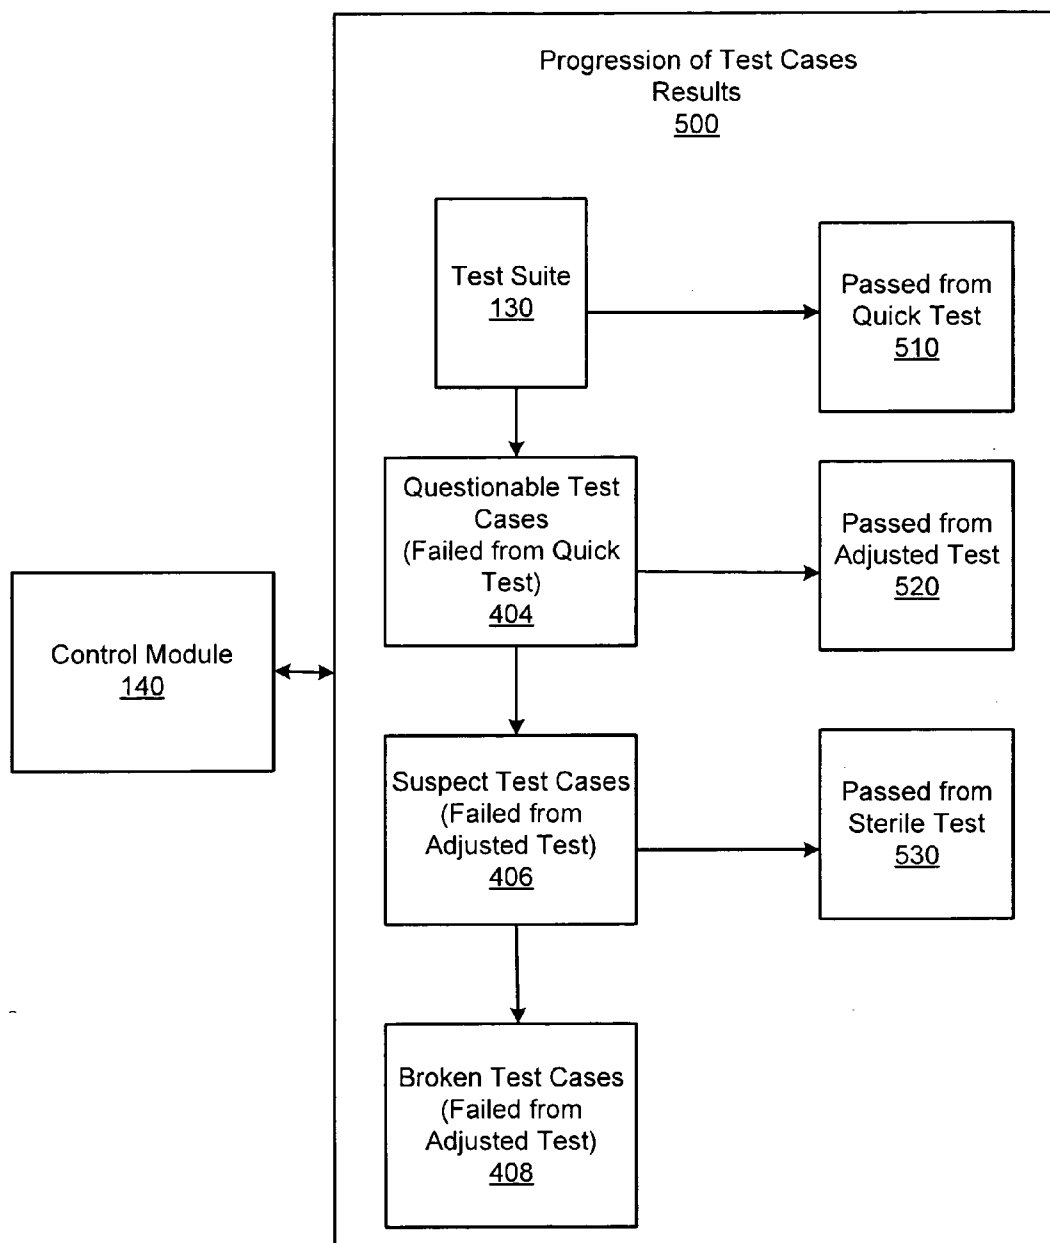 Progression of Test Cases
Results
500
Test Suite
130
Passed from
Quick Test
510
Questionable Test
Cases
(Failed from Quick
Test)
404
Passed from
Adjusted Test
520
Control Module
140
Suspect Test Cases
(Failed from
Adjusted Test)
406
Passed from
Sterile Test
530
Broken Test Cases
(Failed from
Adjusted Test)
408